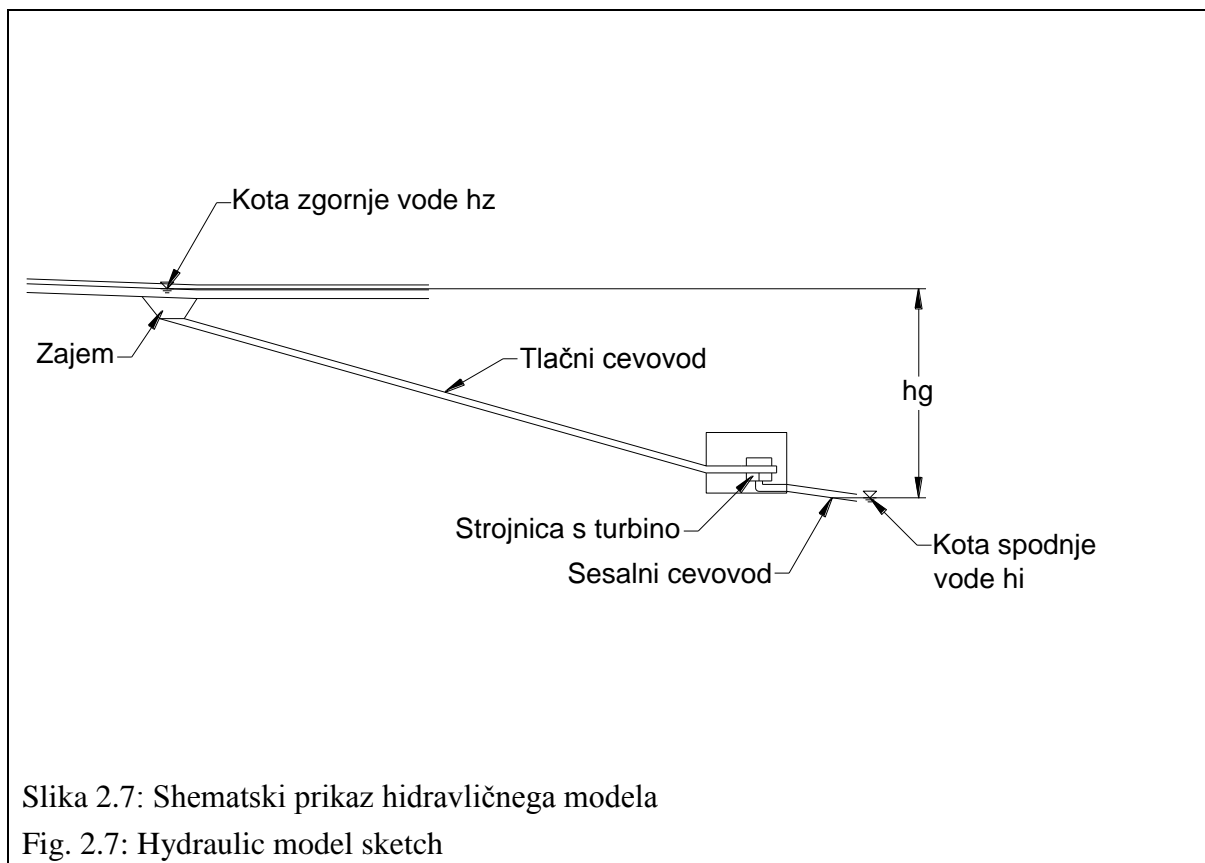 Kota zgornje vode hz
Zajem
Tlačni cevovod
hg
Strojnica s turbino
Sesalni cevovod
Kota spodnje
vode hi
Slika 2.7: Shematski prikaz hidravličnega modela
Fig. 2.7: Hydraulic model sketch